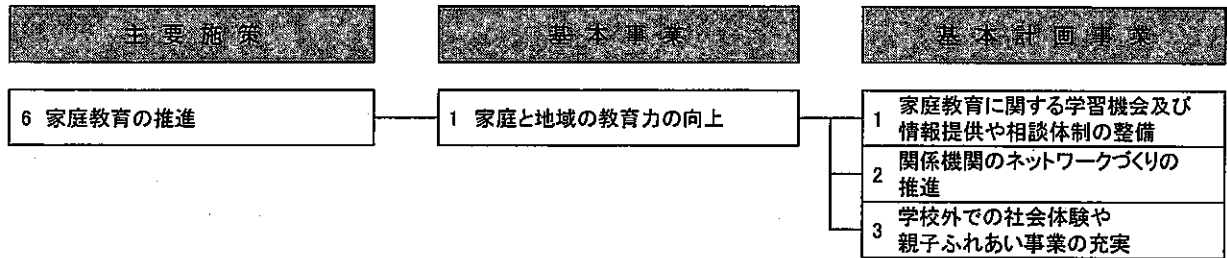 主要施策
基本事業
基本計画事業
6 家庭教育の推進
1 家庭と地域の教育力の向上
1 家庭教育に関する学習機会及び
情報提供や相談体制の整備
2 関係機関のネットワークづくりの
推進
3 学校外での社会体験や
親子ふれあい事業の充実